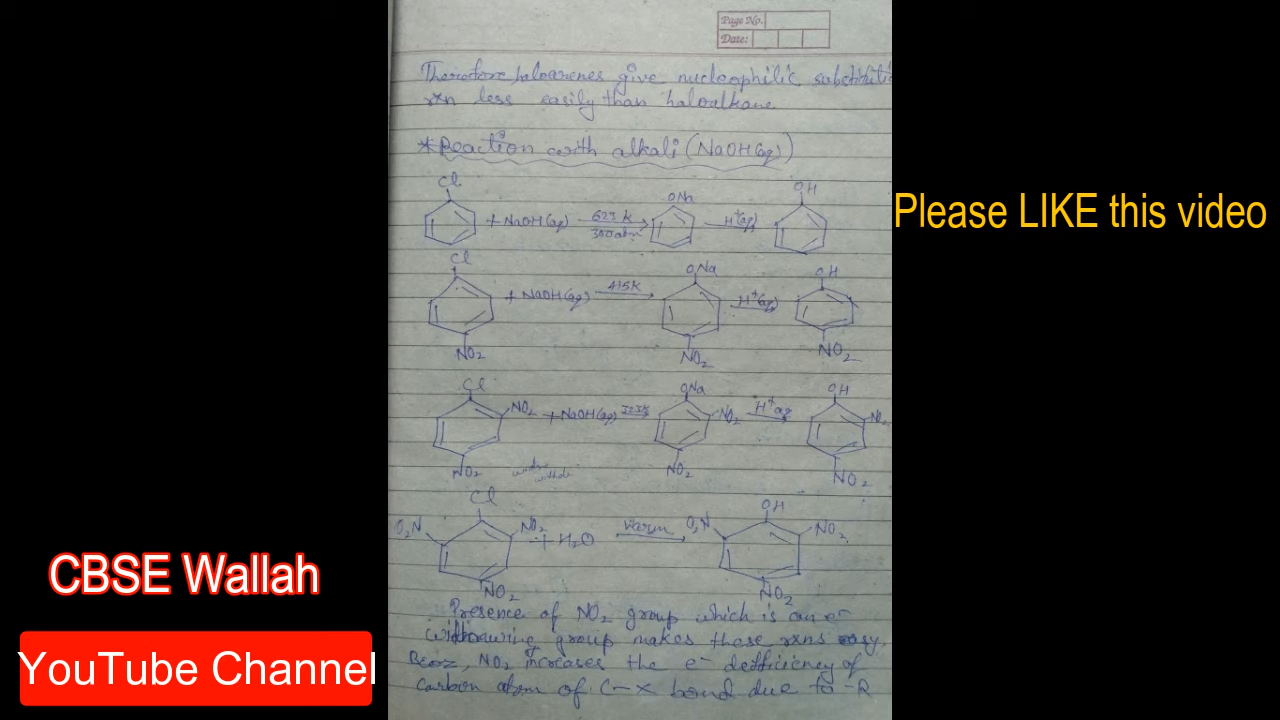 Page No.
Date:
Therefore haloarenes give nucleophilic substituti
rxn less easily than haloalkane
*Reaction with alkali (NaOH(aq))
Cl
+ NaOH(aq) 623 K 300 atm ONa H+(aq) OH
Cl
+ NaOH(aq) 415K ONa H+(aq) OH
NO2 NO2 NO2
Cl NO2 + NaOH(aq) 323K ONa NO2 H+ aq OH NO2
NO2 NO2 NO2
Cl
O2N NO2 + H2O warm O2N OH NO2
NO2 NO2
Presence of NO2 group which is an e-
withdrawing group makes these rxns easy.
Becoz, NO2 increases the e- defficiency of
carbon atom of C-X bond due to -R
Please LIKE this video
CBSE Wallah
YouTube Channel